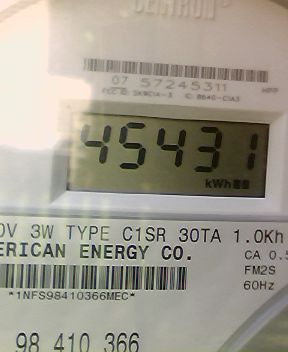 CENTRON®
07 57245311
45431
kWh
0V 3W TYPE C1SR 30TA 1.0Kh
ERICAN ENERGY CO. CA 0.5
FM2S
*1NFS98410366MEC* 60Hz
98 410 366